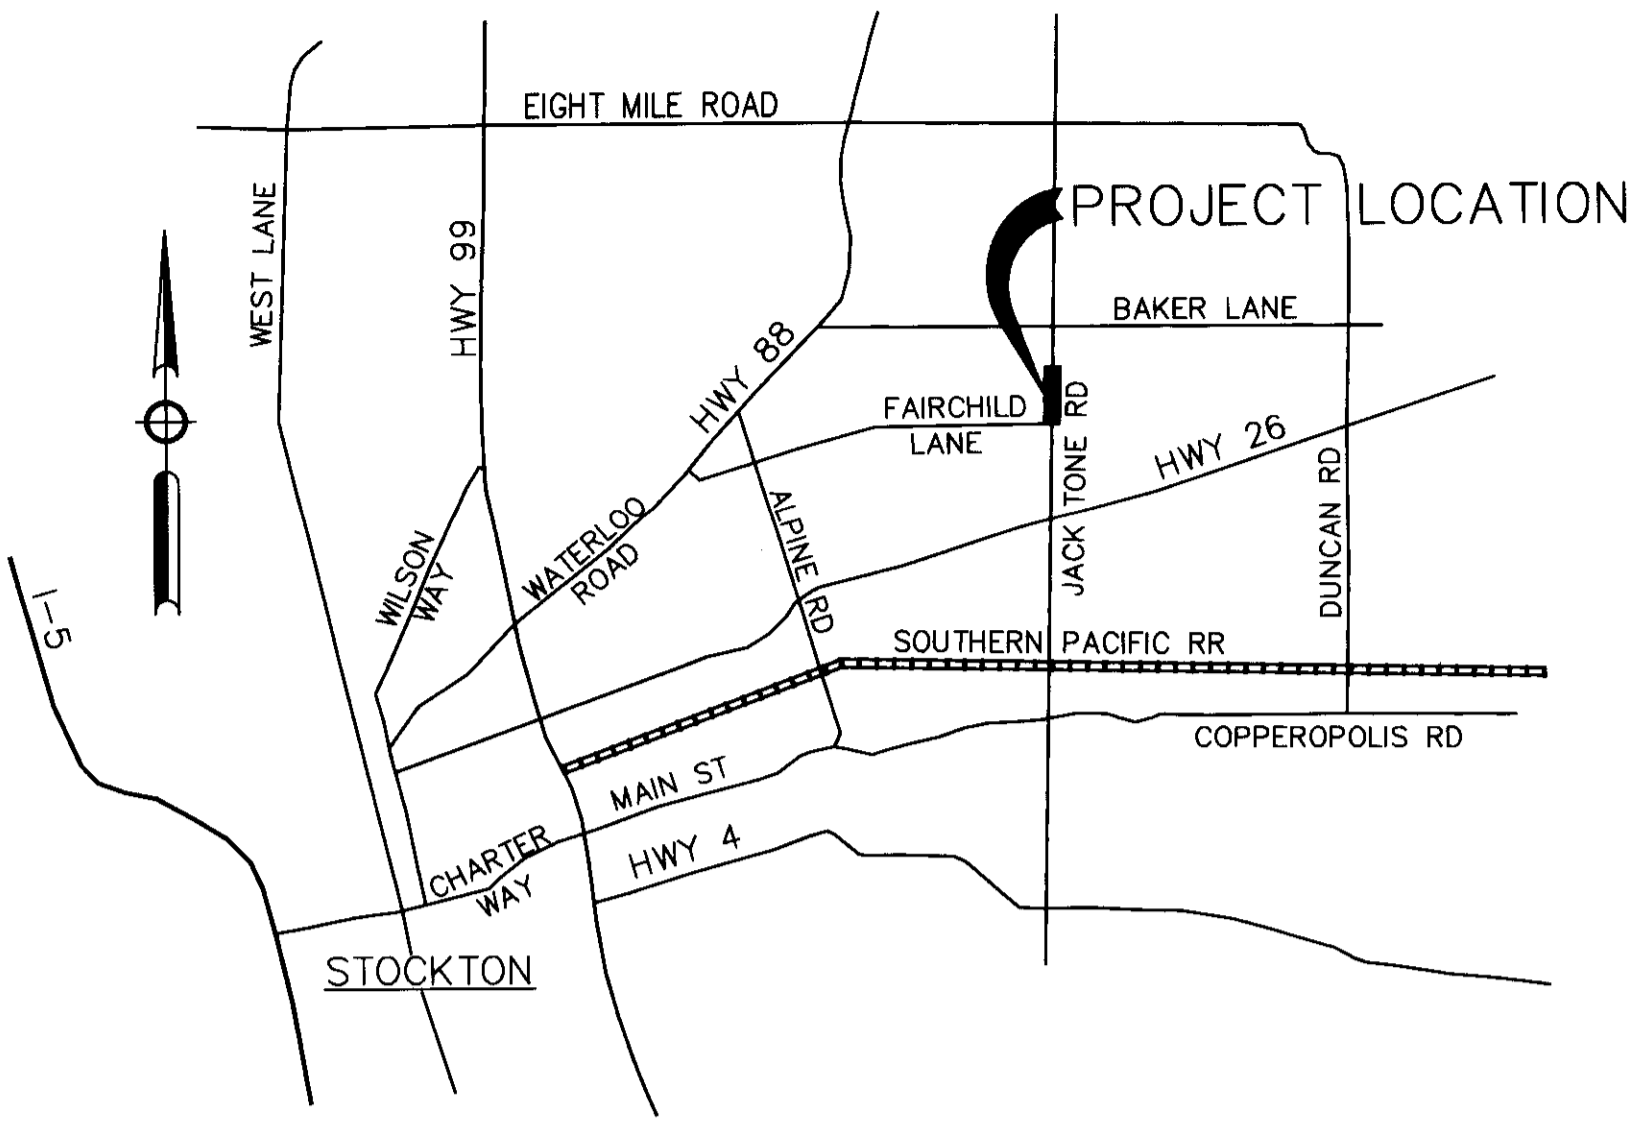 EIGHT MILE ROAD
WEST LANE
HWY 99
PROJECT LOCATION
BAKER LANE
HWY 88
FAIRCHILD
LANE
JACK TONE RD
HWY 26
DUNCAN RD
ALPINE RD
WATERLOO
ROAD
WILSON
WAY
I-5
SOUTHERN PACIFIC RR
COPPEROPOLIS RD
MAIN ST
HWY 4
CHARTER
WAY
STOCKTON